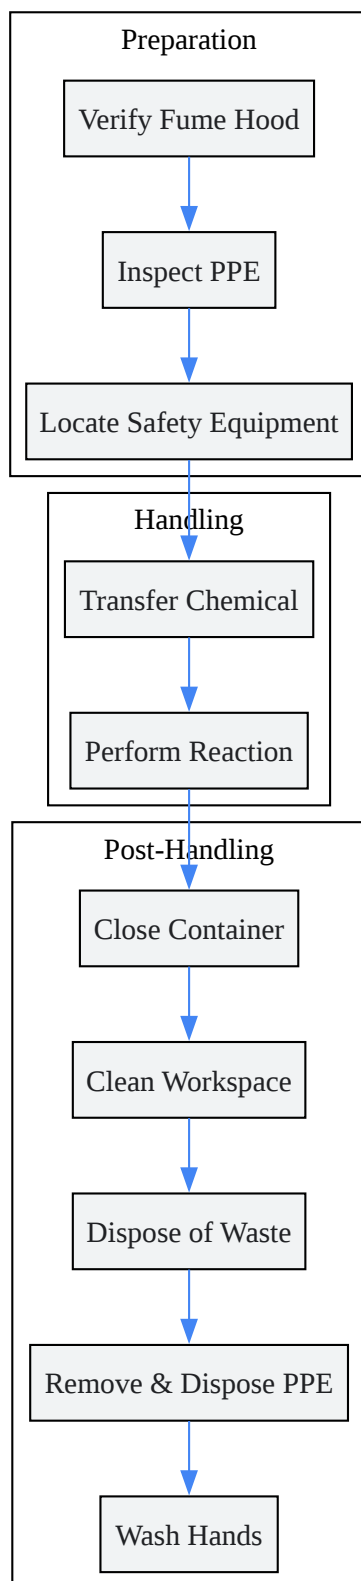 Preparation
Verify Fume Hood
Inspect PPE
Locate Safety Equipment
Handling
Transfer Chemical
Perform Reaction
Post-Handling
Close Container
Clean Workspace
Dispose of Waste
Remove & Dispose PPE
Wash Hands